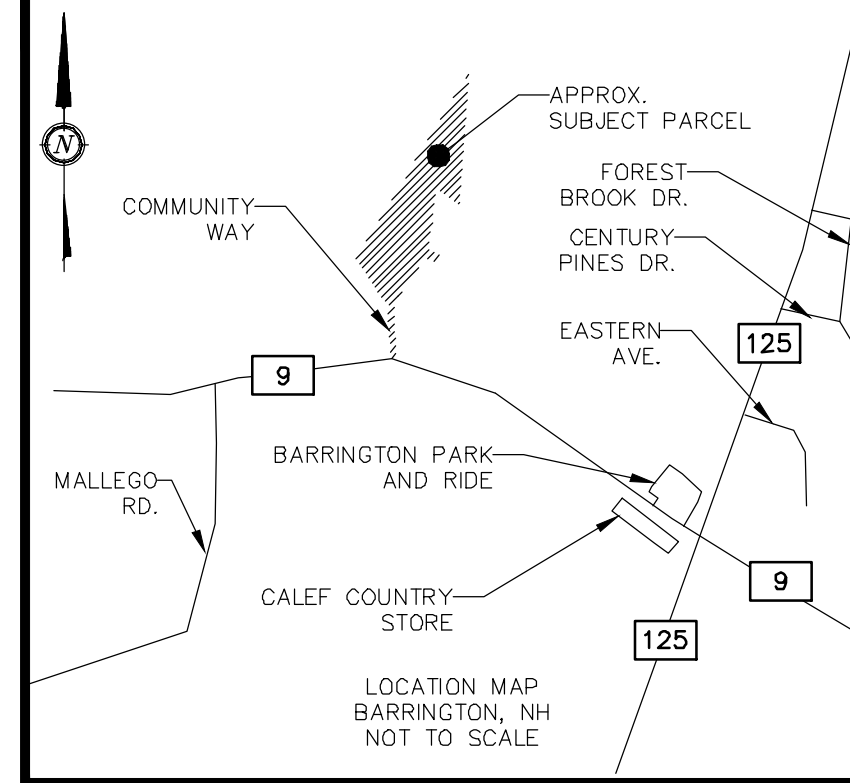 APPROX.
SUBJECT PARCEL
N
FOREST
BROOK DR.
COMMUNITY
WAY
CENTURY
PINES DR.
EASTERN
AVE.
125
9
BARRINGTON PARK
AND RIDE
MALLEGO
RD.
9
CALEF COUNTRY
STORE
125
LOCATION MAP
BARRINGTON, NH
NOT TO SCALE